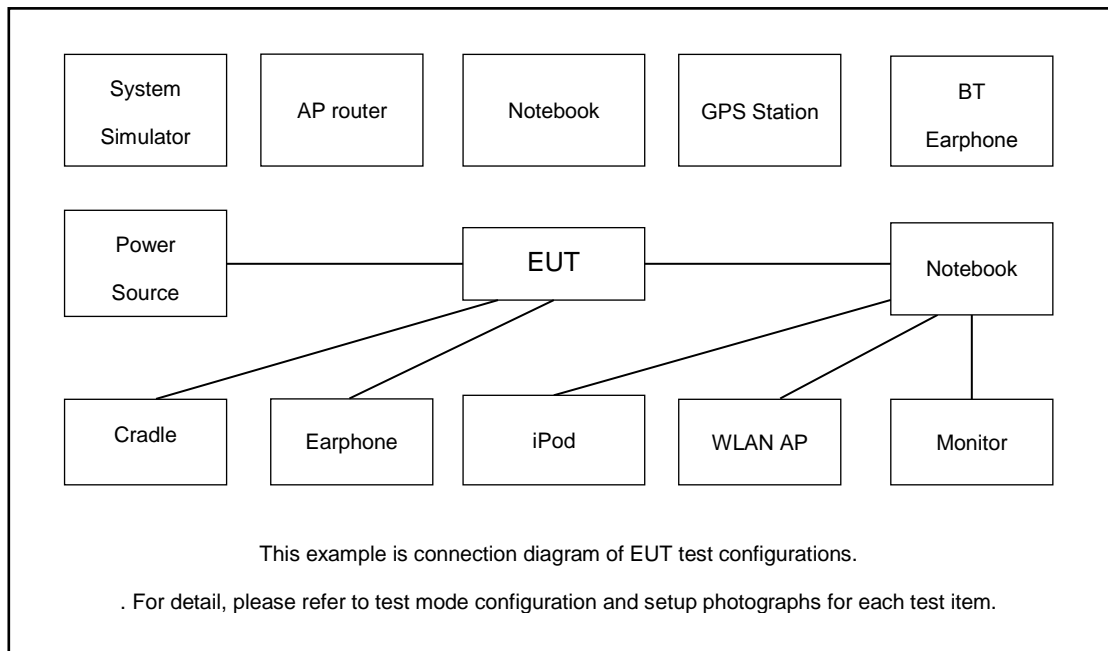 System
Simulator
AP router
Notebook
GPS Station
BT
Earphone
Power
Source
EUT
Notebook
Cradle
Earphone
iPod
WLAN AP
Monitor
This example is connection diagram of EUT test configurations.
. For detail, please refer to test mode configuration and setup photographs for each test item.